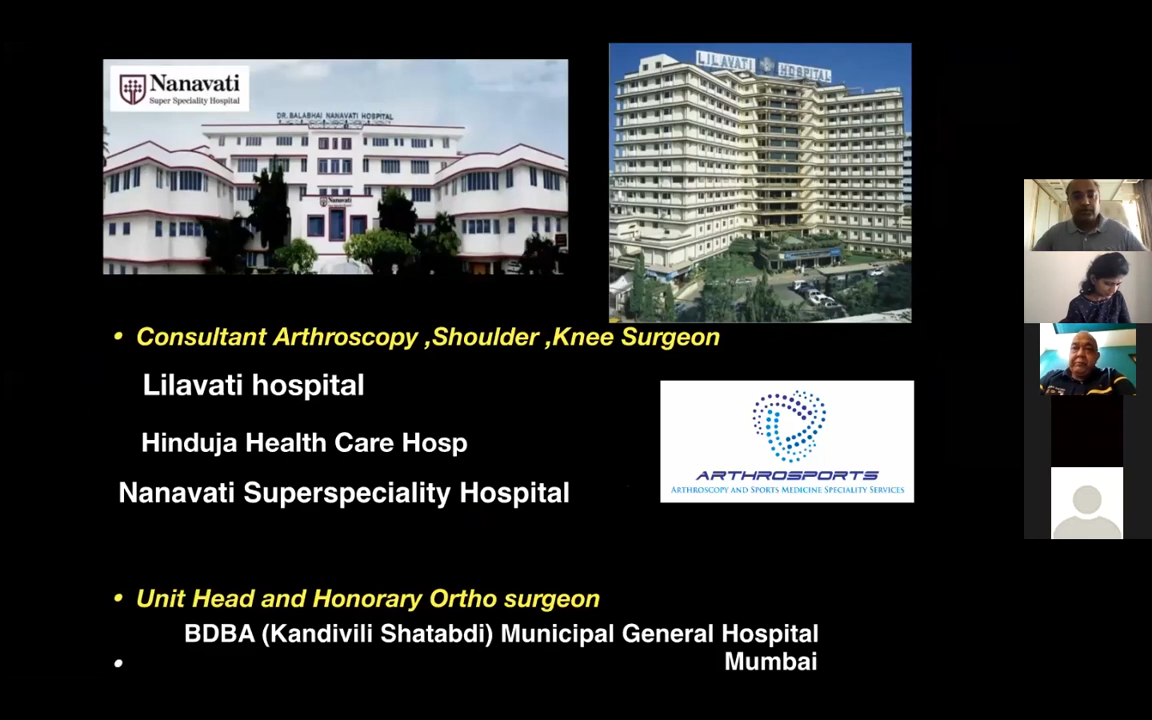 Nanavati
Super Speciality Hospital
DR. BALABHAI NANAVATI HOSPITAL
Nanavati
LILAVATI HOSPITAL
• Consultant Arthroscopy ,Shoulder ,Knee Surgeon
Lilavati hospital
Hinduja Health Care Hosp
Nanavati Superspeciality Hospital
ARTHROSPORTS
ARTHROSCOPY AND SPORTS MEDICINE SPECIALITY SERVICES
• Unit Head and Honorary Ortho surgeon
BDBA (Kandivili Shatabdi) Municipal General Hospital
• Mumbai